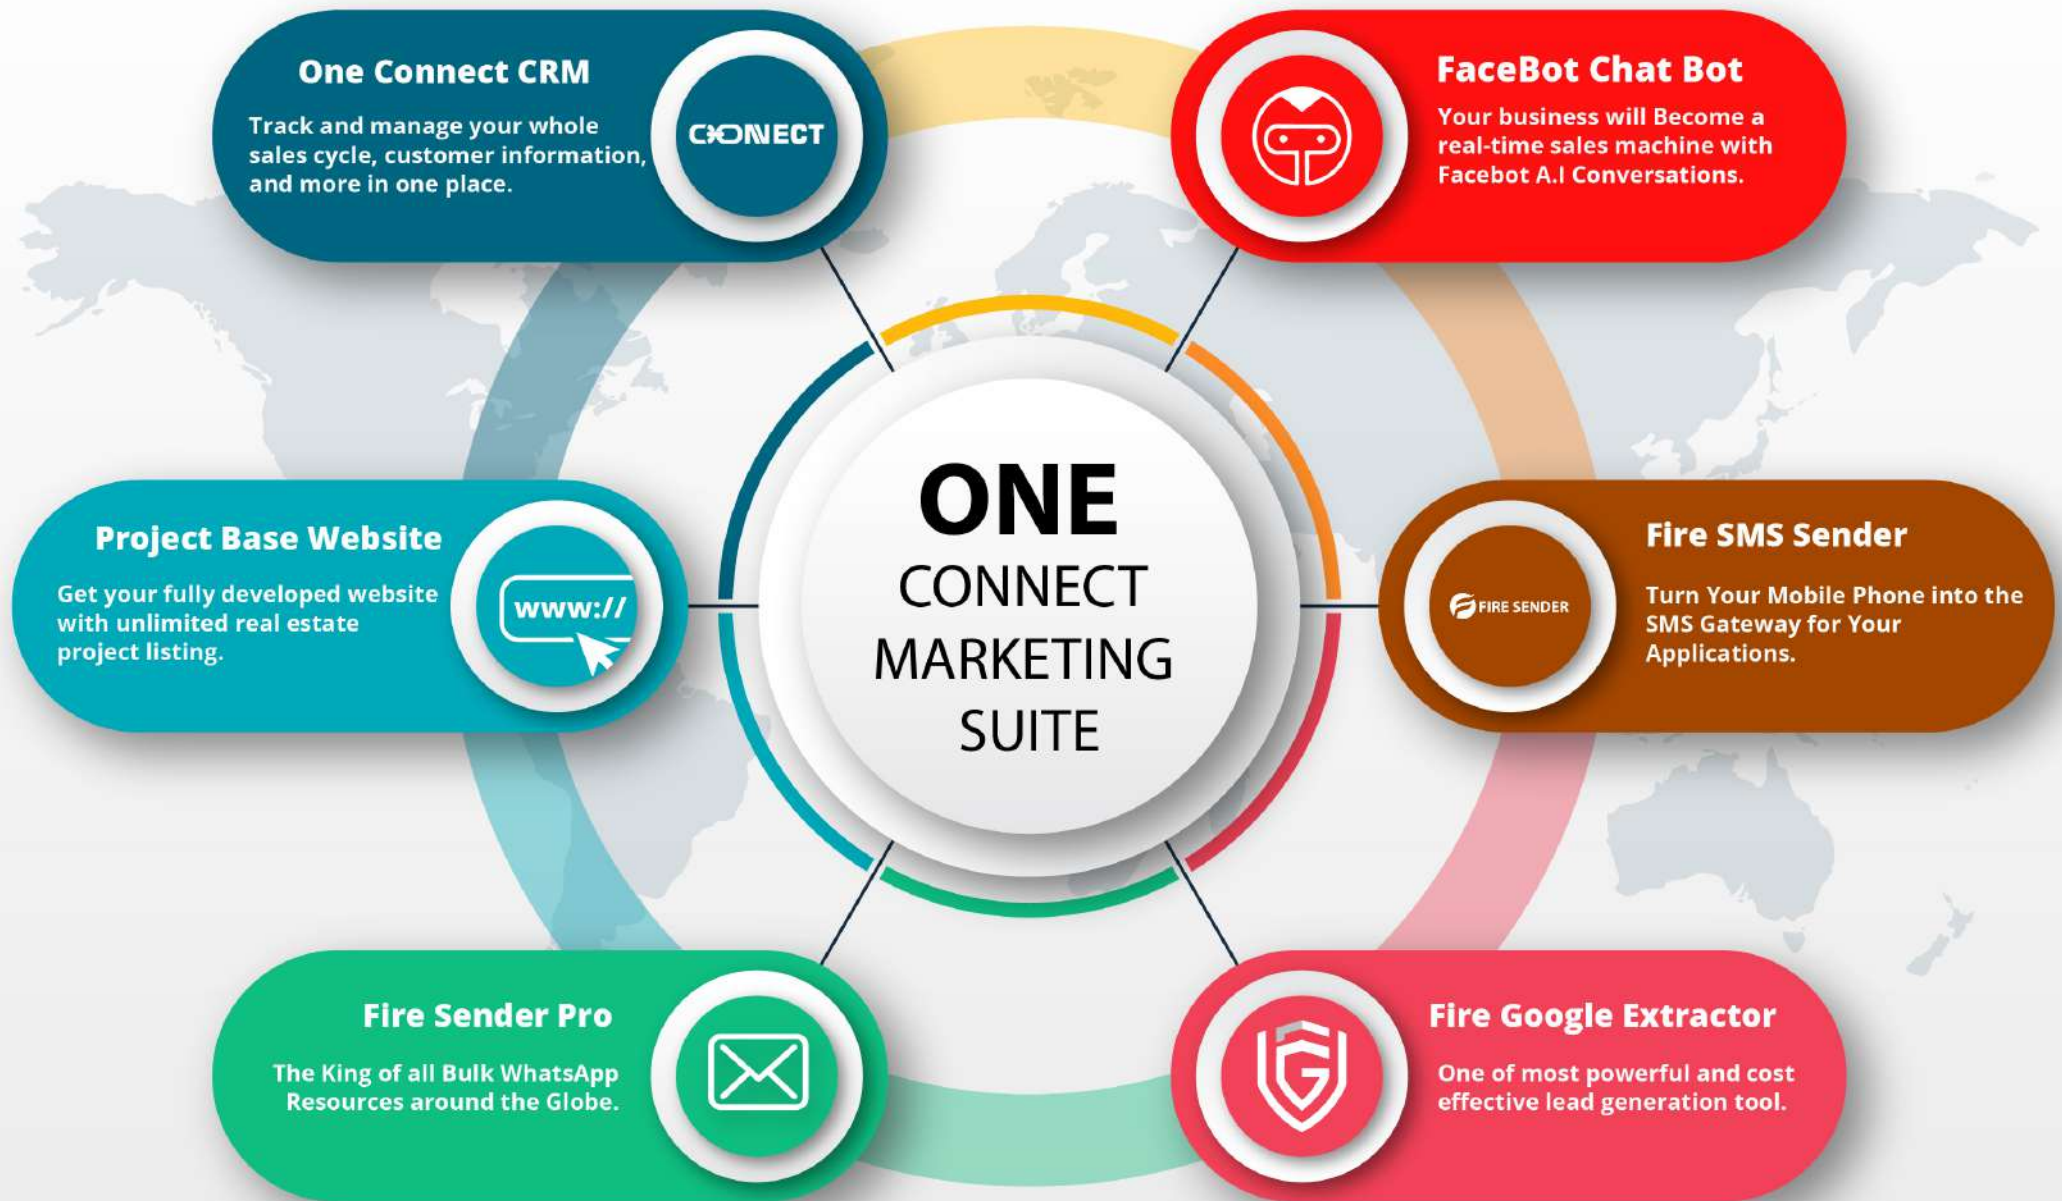 One Connect CRM
Track and manage your whole
sales cycle, customer information,
and more in one place.
CONNECT
FaceBot Chat Bot
Your business will Become a
real-time sales machine with
Facebot A.I Conversations.
Project Base Website
Get your fully developed website
with unlimited real estate
project listing.
www://
ONE
CONNECT
MARKETING
SUITE
FIRE SENDER
Fire SMS Sender
Turn Your Mobile Phone into the
SMS Gateway for Your
Applications.
Fire Sender Pro
The King of all Bulk WhatsApp
Resources around the Globe.
Fire Google Extractor
One of most powerful and cost
effective lead generation tool.